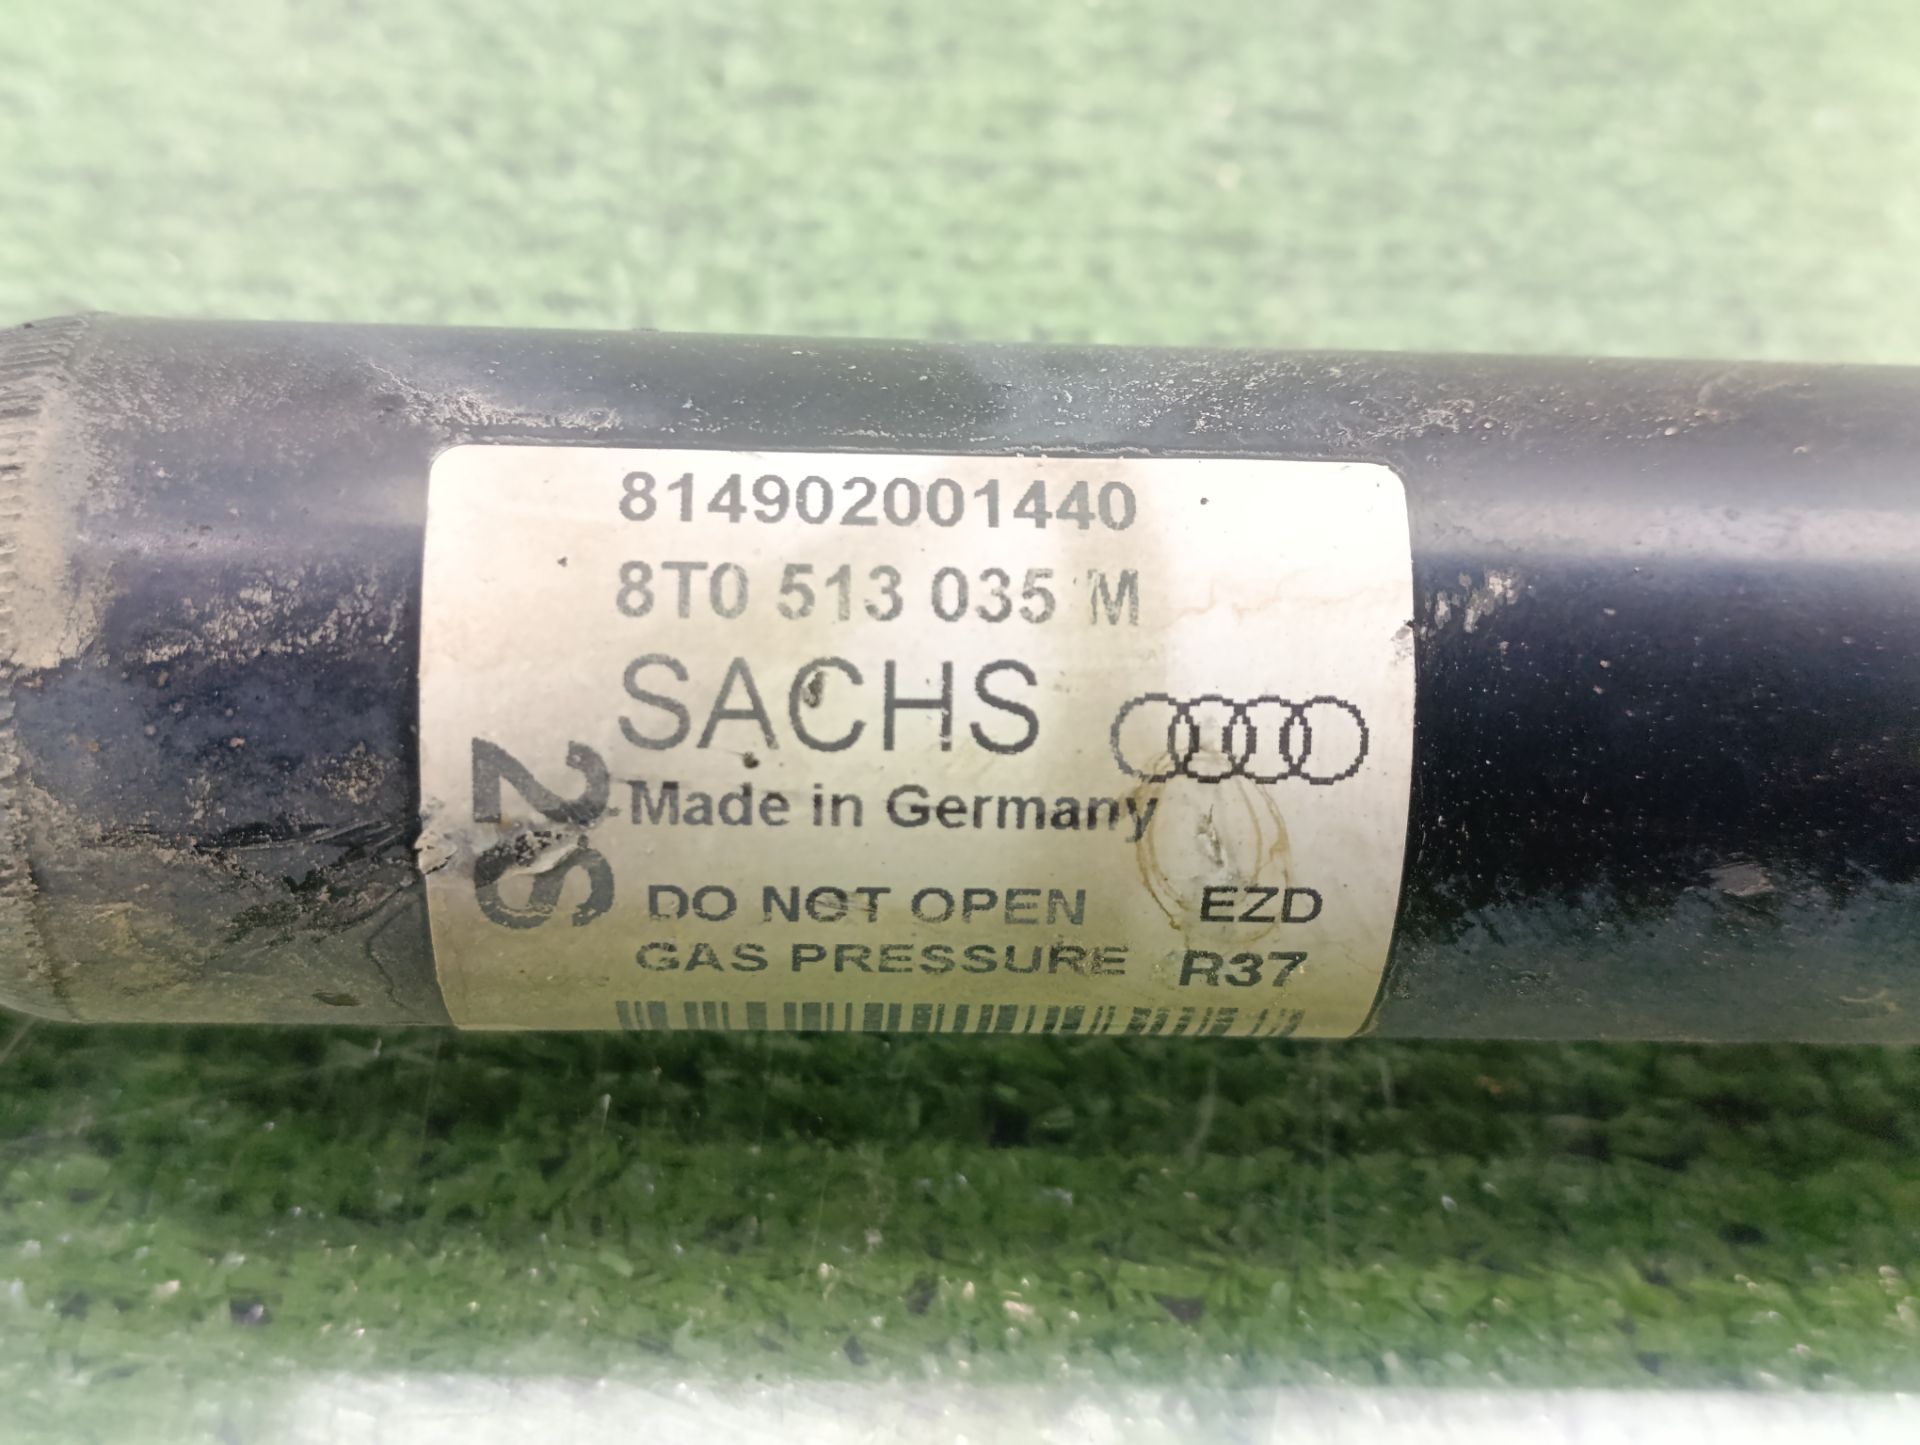 814902001440
8T0 513 035 M
SACHS
Made in Germany
2S
DO NOT OPEN EZD
GAS PRESSURE R37